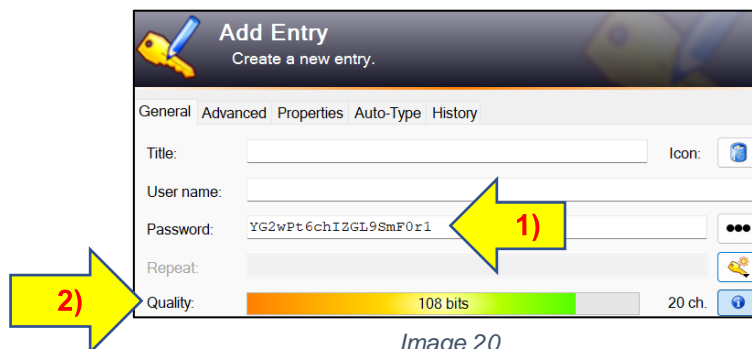 Add Entry
Create a new entry.
General Advanced Properties Auto-Type History
Title: Icon:
User name:
Password: YG2wPt6chIZGL9SmF0r1 1)
Repeat:
2) Quality: 108 bits 20 ch.
Image 20